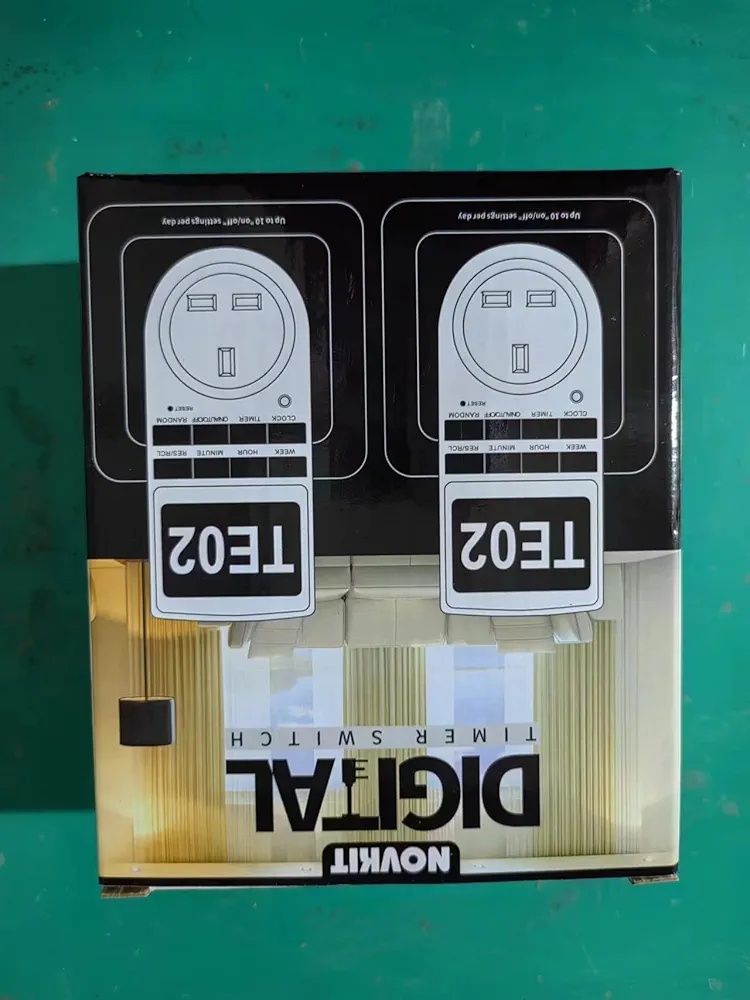 NOVKIT
DIGITAL
TIMER SWITCH
TE02
WEEK HOUR MINUTE RES/RCL
CLOCK TIMER ON/AUTO/OFF RANDOM
RESET
Up to 10 "on/off" settings per day
TE02
WEEK HOUR MINUTE RES/RCL
CLOCK TIMER ON/AUTO/OFF RANDOM
RESET
Up to 10 "on/off" settings per day